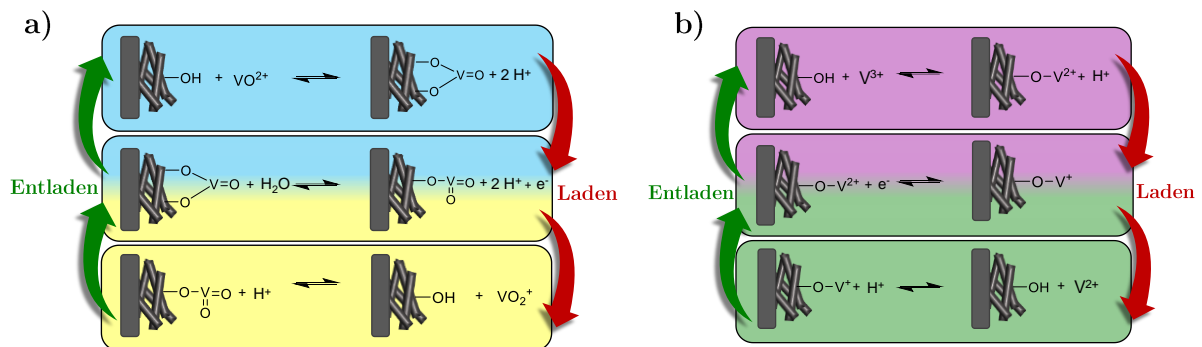 a)
OH + VO²⁺ ⇌ O O V=O + 2 H⁺
O O V=O + H₂O ⇌ O–V=O O + 2 H⁺ + e⁻
O–V=O O + H⁺ ⇌ OH + VO₂⁺
Entladen
Laden
b)
OH + V³⁺ ⇌ O–V²⁺ + H⁺
O–V²⁺ + e⁻ ⇌ O–V⁺
O–V⁺ + H⁺ ⇌ OH + V²⁺
Entladen
Laden